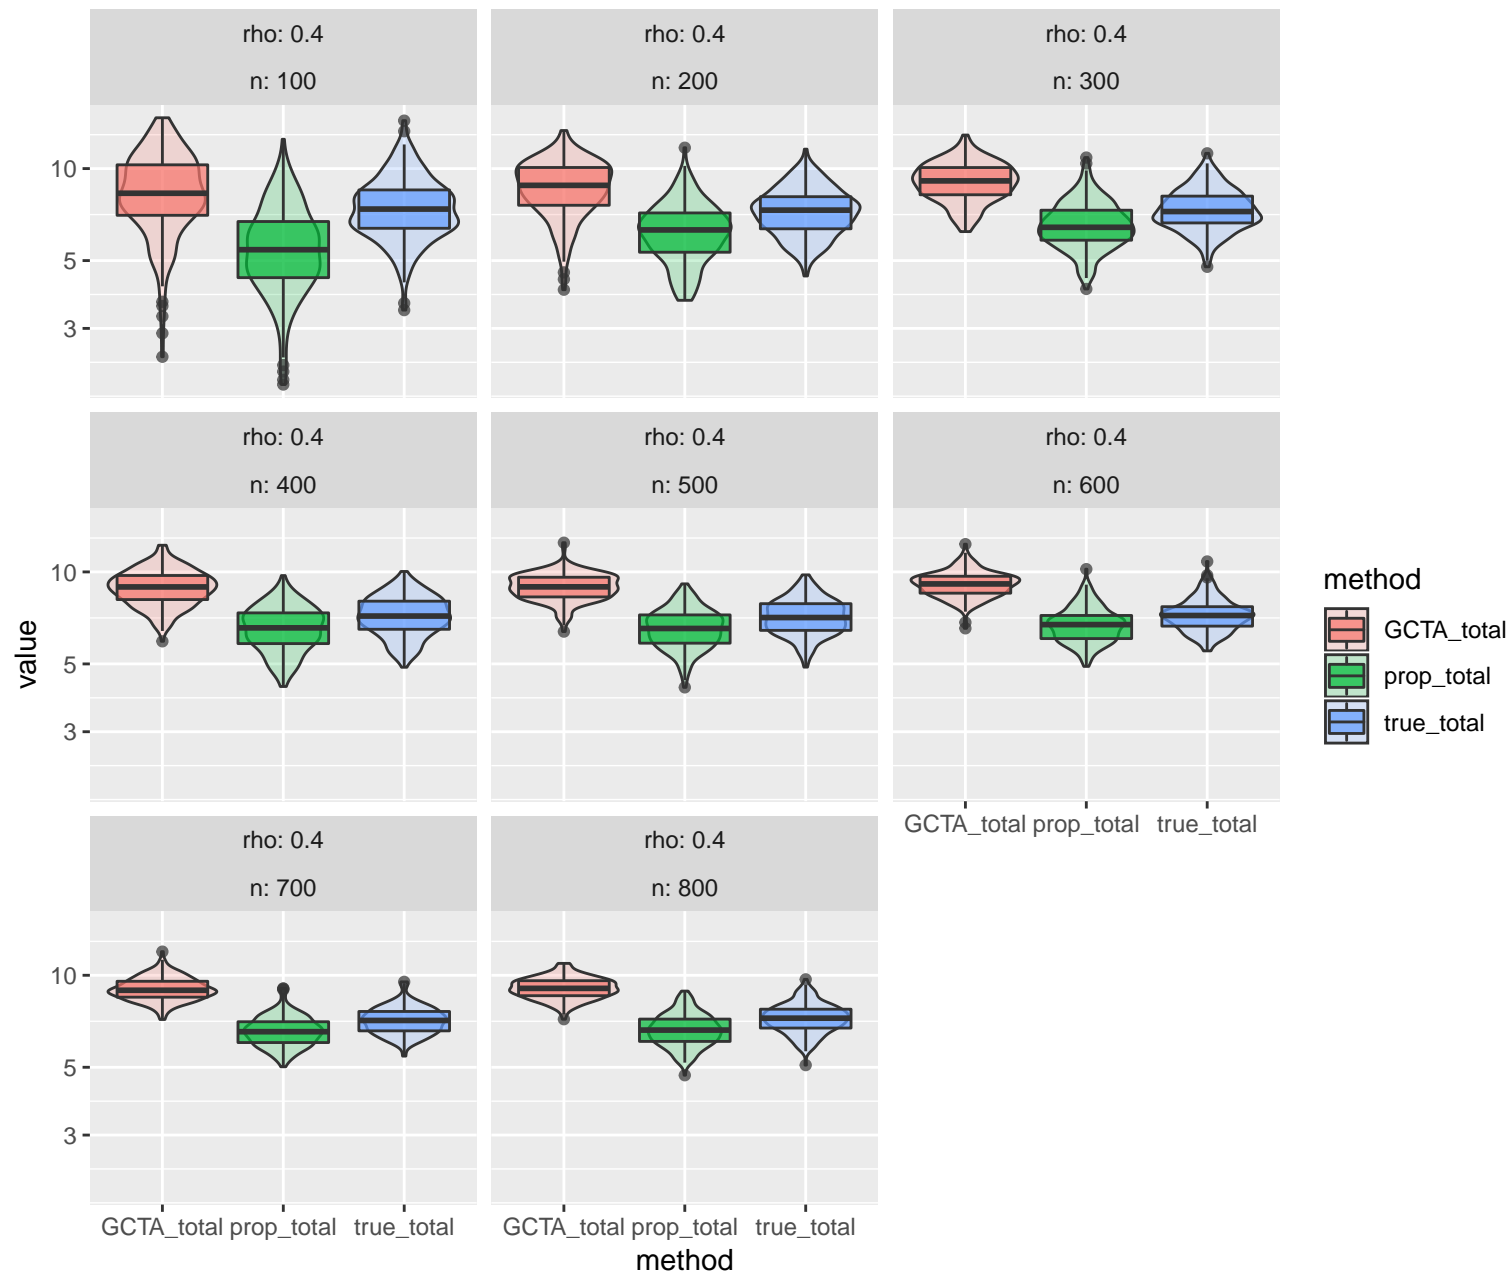 rho: 0.4
n: 100
rho: 0.4
n: 200
rho: 0.4
n: 300
10
5
3
rho: 0.4
n: 400
rho: 0.4
n: 500
rho: 0.4
n: 600
10
5
3
GCTA_total prop_total true_total
rho: 0.4
n: 700
rho: 0.4
n: 800
10
5
3
GCTA_total prop_total true_total
GCTA_total prop_total true_total
method
value
method
GCTA_total
prop_total
true_total